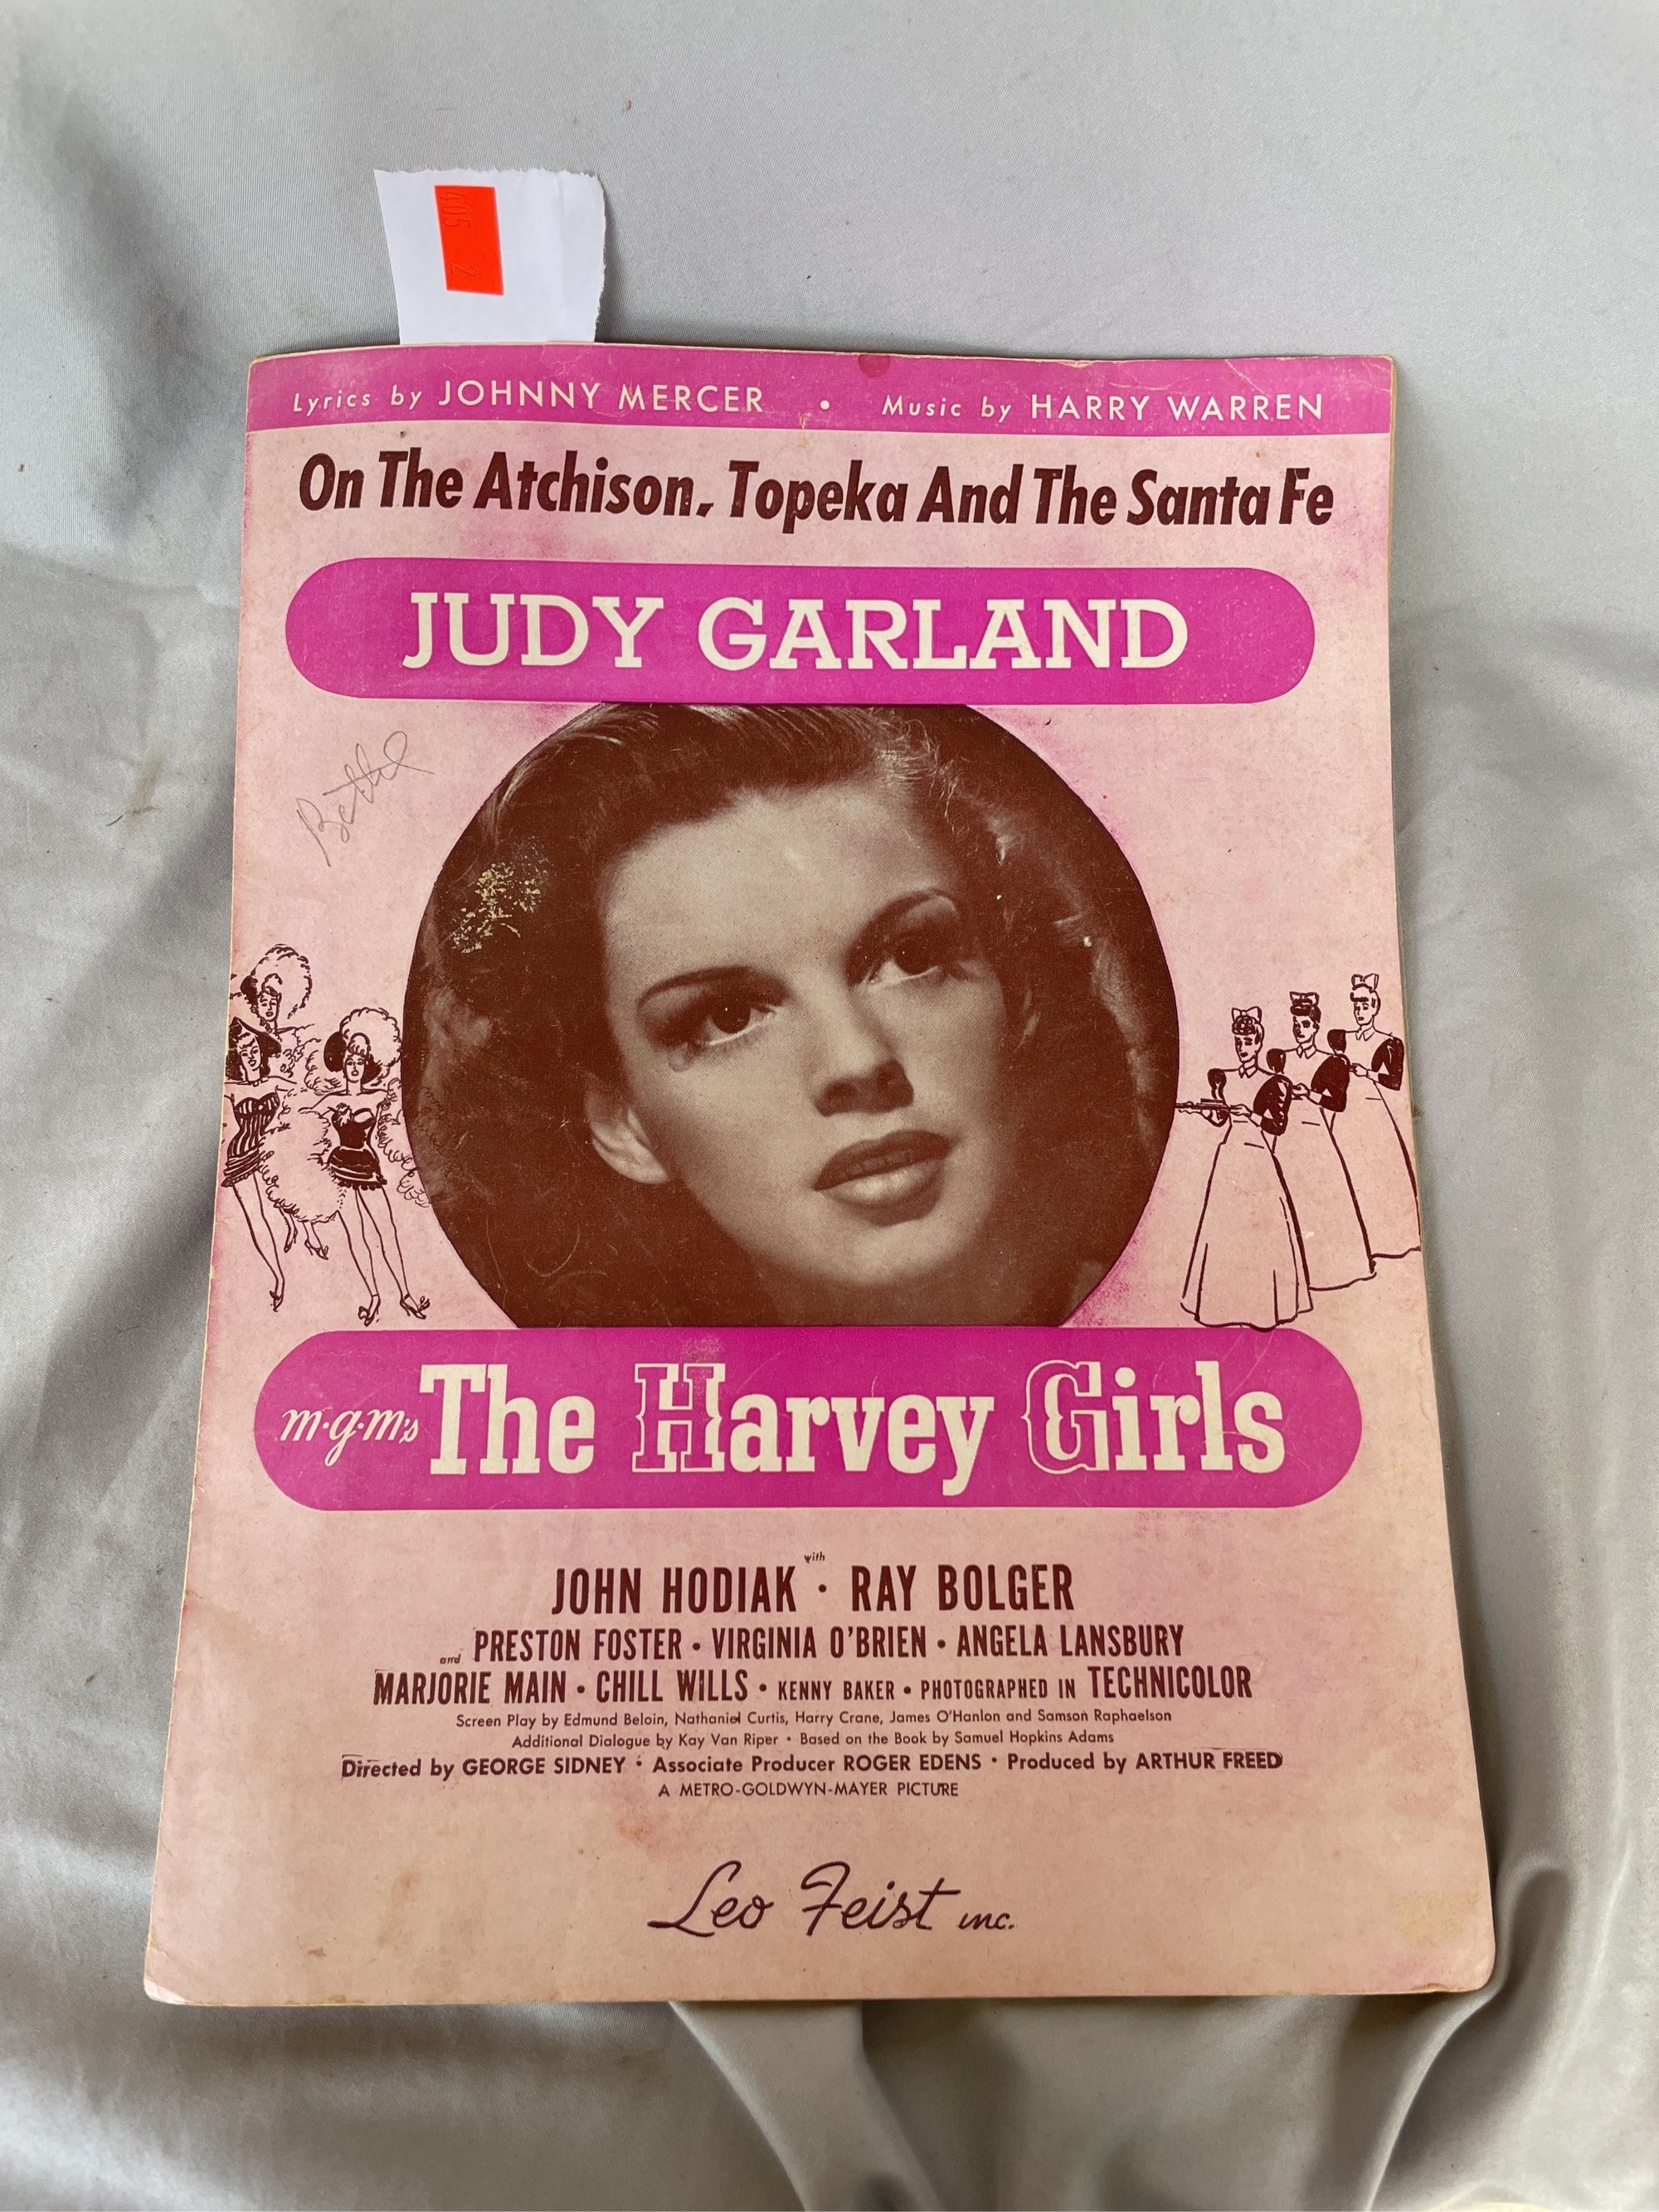 405 2
Lyrics by JOHNNY MERCER • Music by HARRY WARREN
On The Atchison, Topeka And The Santa Fe
JUDY GARLAND
m·g·m's The Harvey Girls
with
JOHN HODIAK · RAY BOLGER
and PRESTON FOSTER • VIRGINIA O'BRIEN • ANGELA LANSBURY
MARJORIE MAIN • CHILL WILLS • KENNY BAKER • PHOTOGRAPHED IN TECHNICOLOR
Screen Play by Edmund Beloin, Nathaniel Curtis, Harry Crane, James O'Hanlon and Samson Raphaelson
Additional Dialogue by Kay Van Riper • Based on the Book by Samuel Hopkins Adams
Directed by GEORGE SIDNEY • Associate Producer ROGER EDENS • Produced by ARTHUR FREED
A METRO-GOLDWYN-MAYER PICTURE
Leo Feist inc.